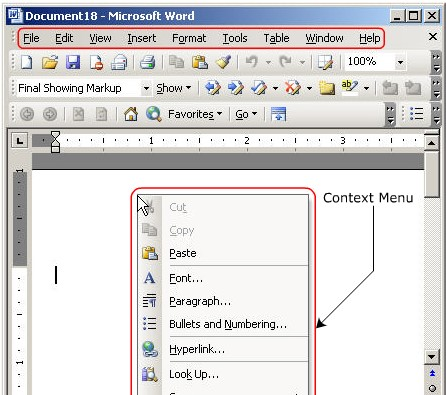 Document18 - Microsoft Word
File Edit View Insert Format Tools Table Window Help
100%
Final Showing Markup Show
Favorites Go
L 1 2 3
Cut
Context Menu
Copy
Paste
A Font...
Paragraph...
Bullets and Numbering...
Hyperlink...
Look Up...
1